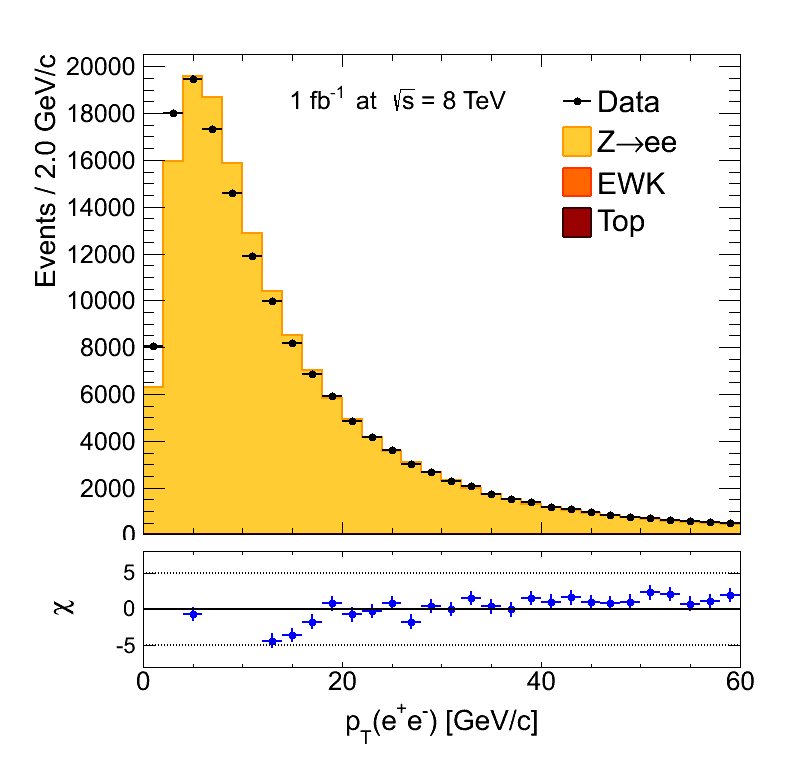 20000
18000
16000
14000
12000
10000
8000
6000
4000
2000
0
Events / 2.0 GeV/c
1 fb⁻¹ at √s = 8 TeV
Data
Z→ee
EWK
Top
5
0
-5
χ
0 20 40 60
p_T(e⁺e⁻) [GeV/c]